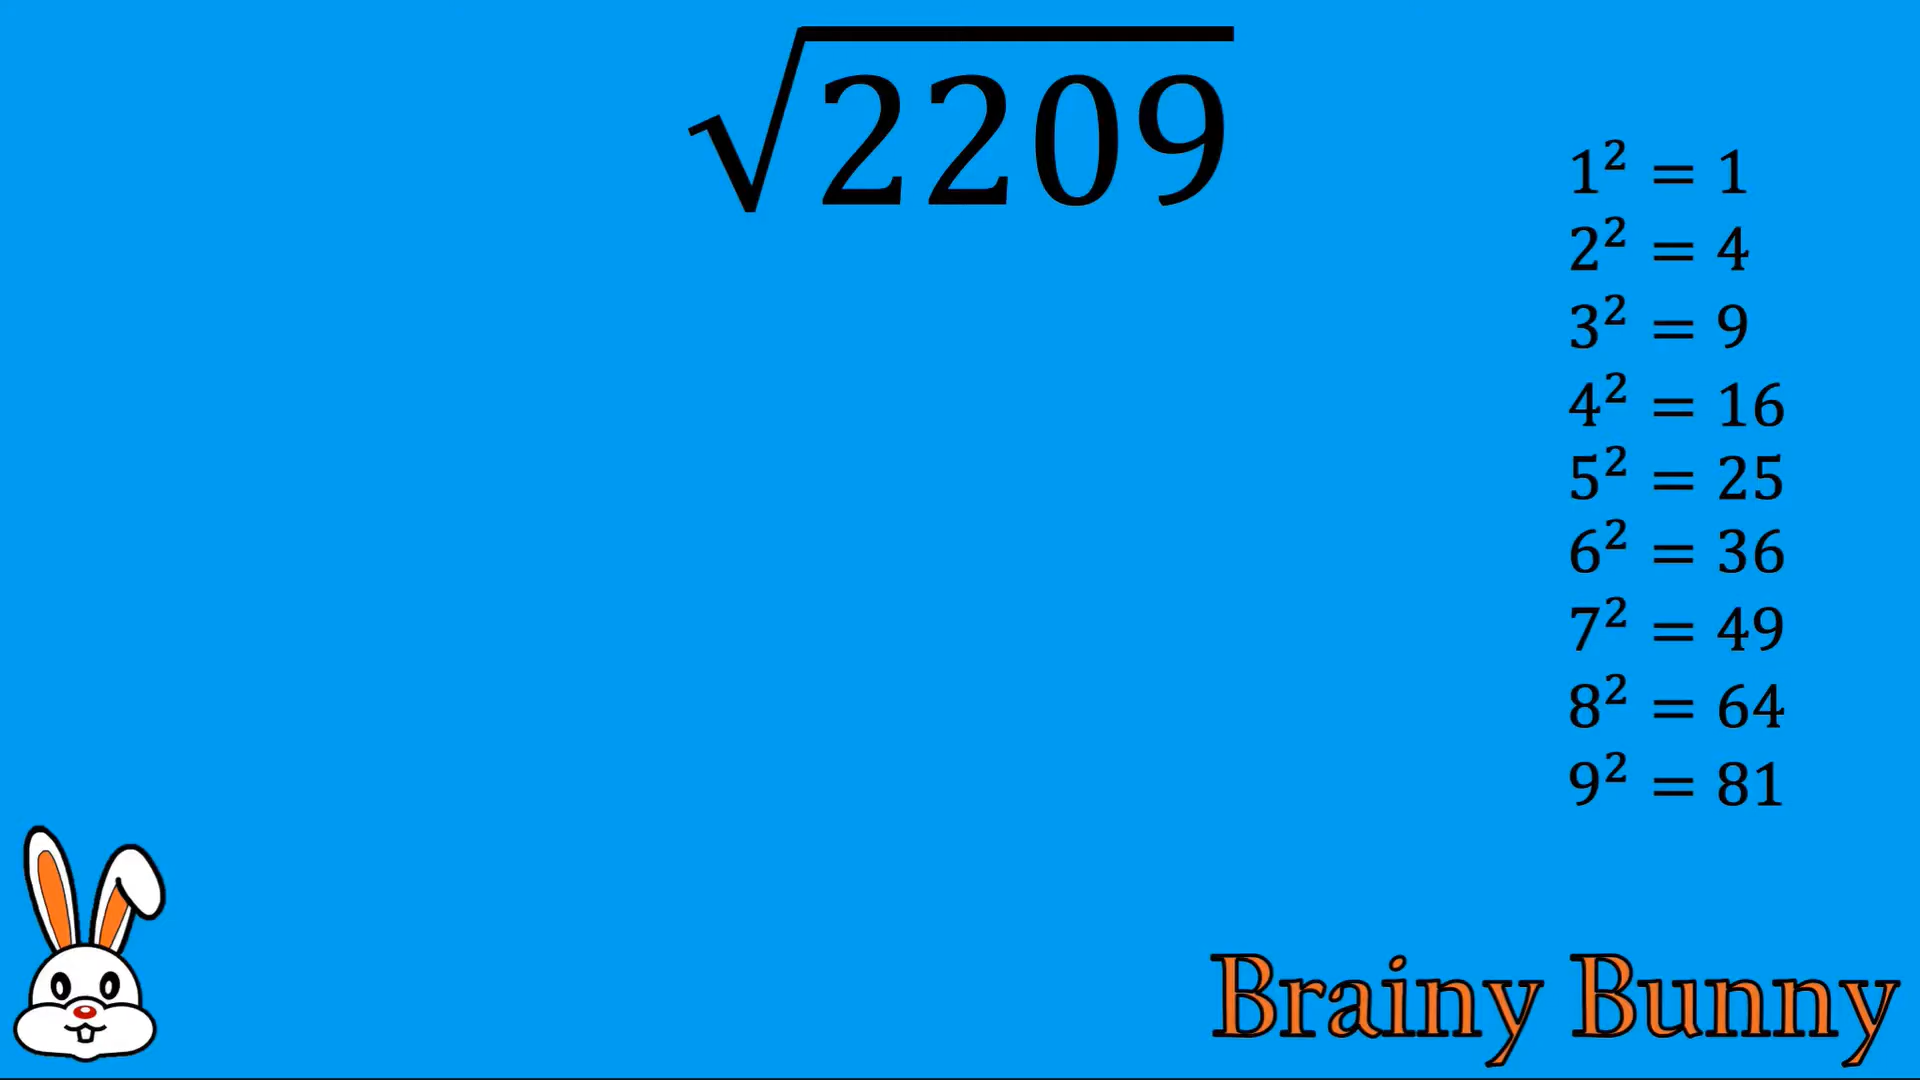 √2209
1² = 1
2² = 4
3² = 9
4² = 16
5² = 25
6² = 36
7² = 49
8² = 64
9² = 81
Brainy Bunny